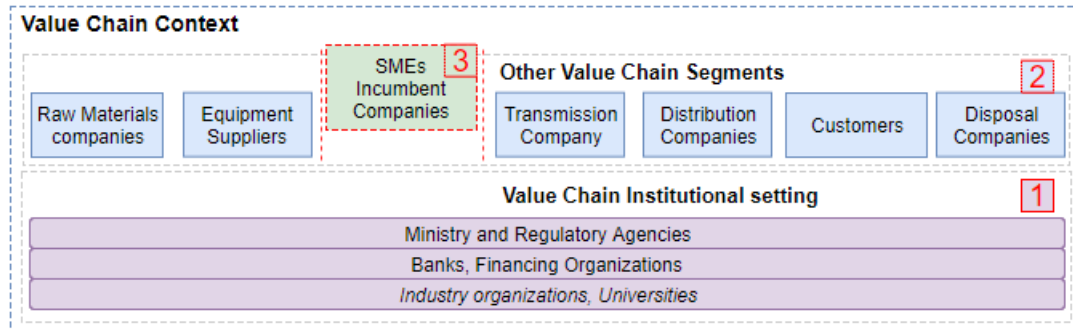 Value Chain Context
SMEs
Incumbent
Companies
3
Other Value Chain Segments
2
Raw Materials
companies
Equipment
Suppliers
Transmission
Company
Distribution
Companies
Customers
Disposal
Companies
Value Chain Institutional setting
1
Ministry and Regulatory Agencies
Banks, Financing Organizations
Industry organizations, Universities